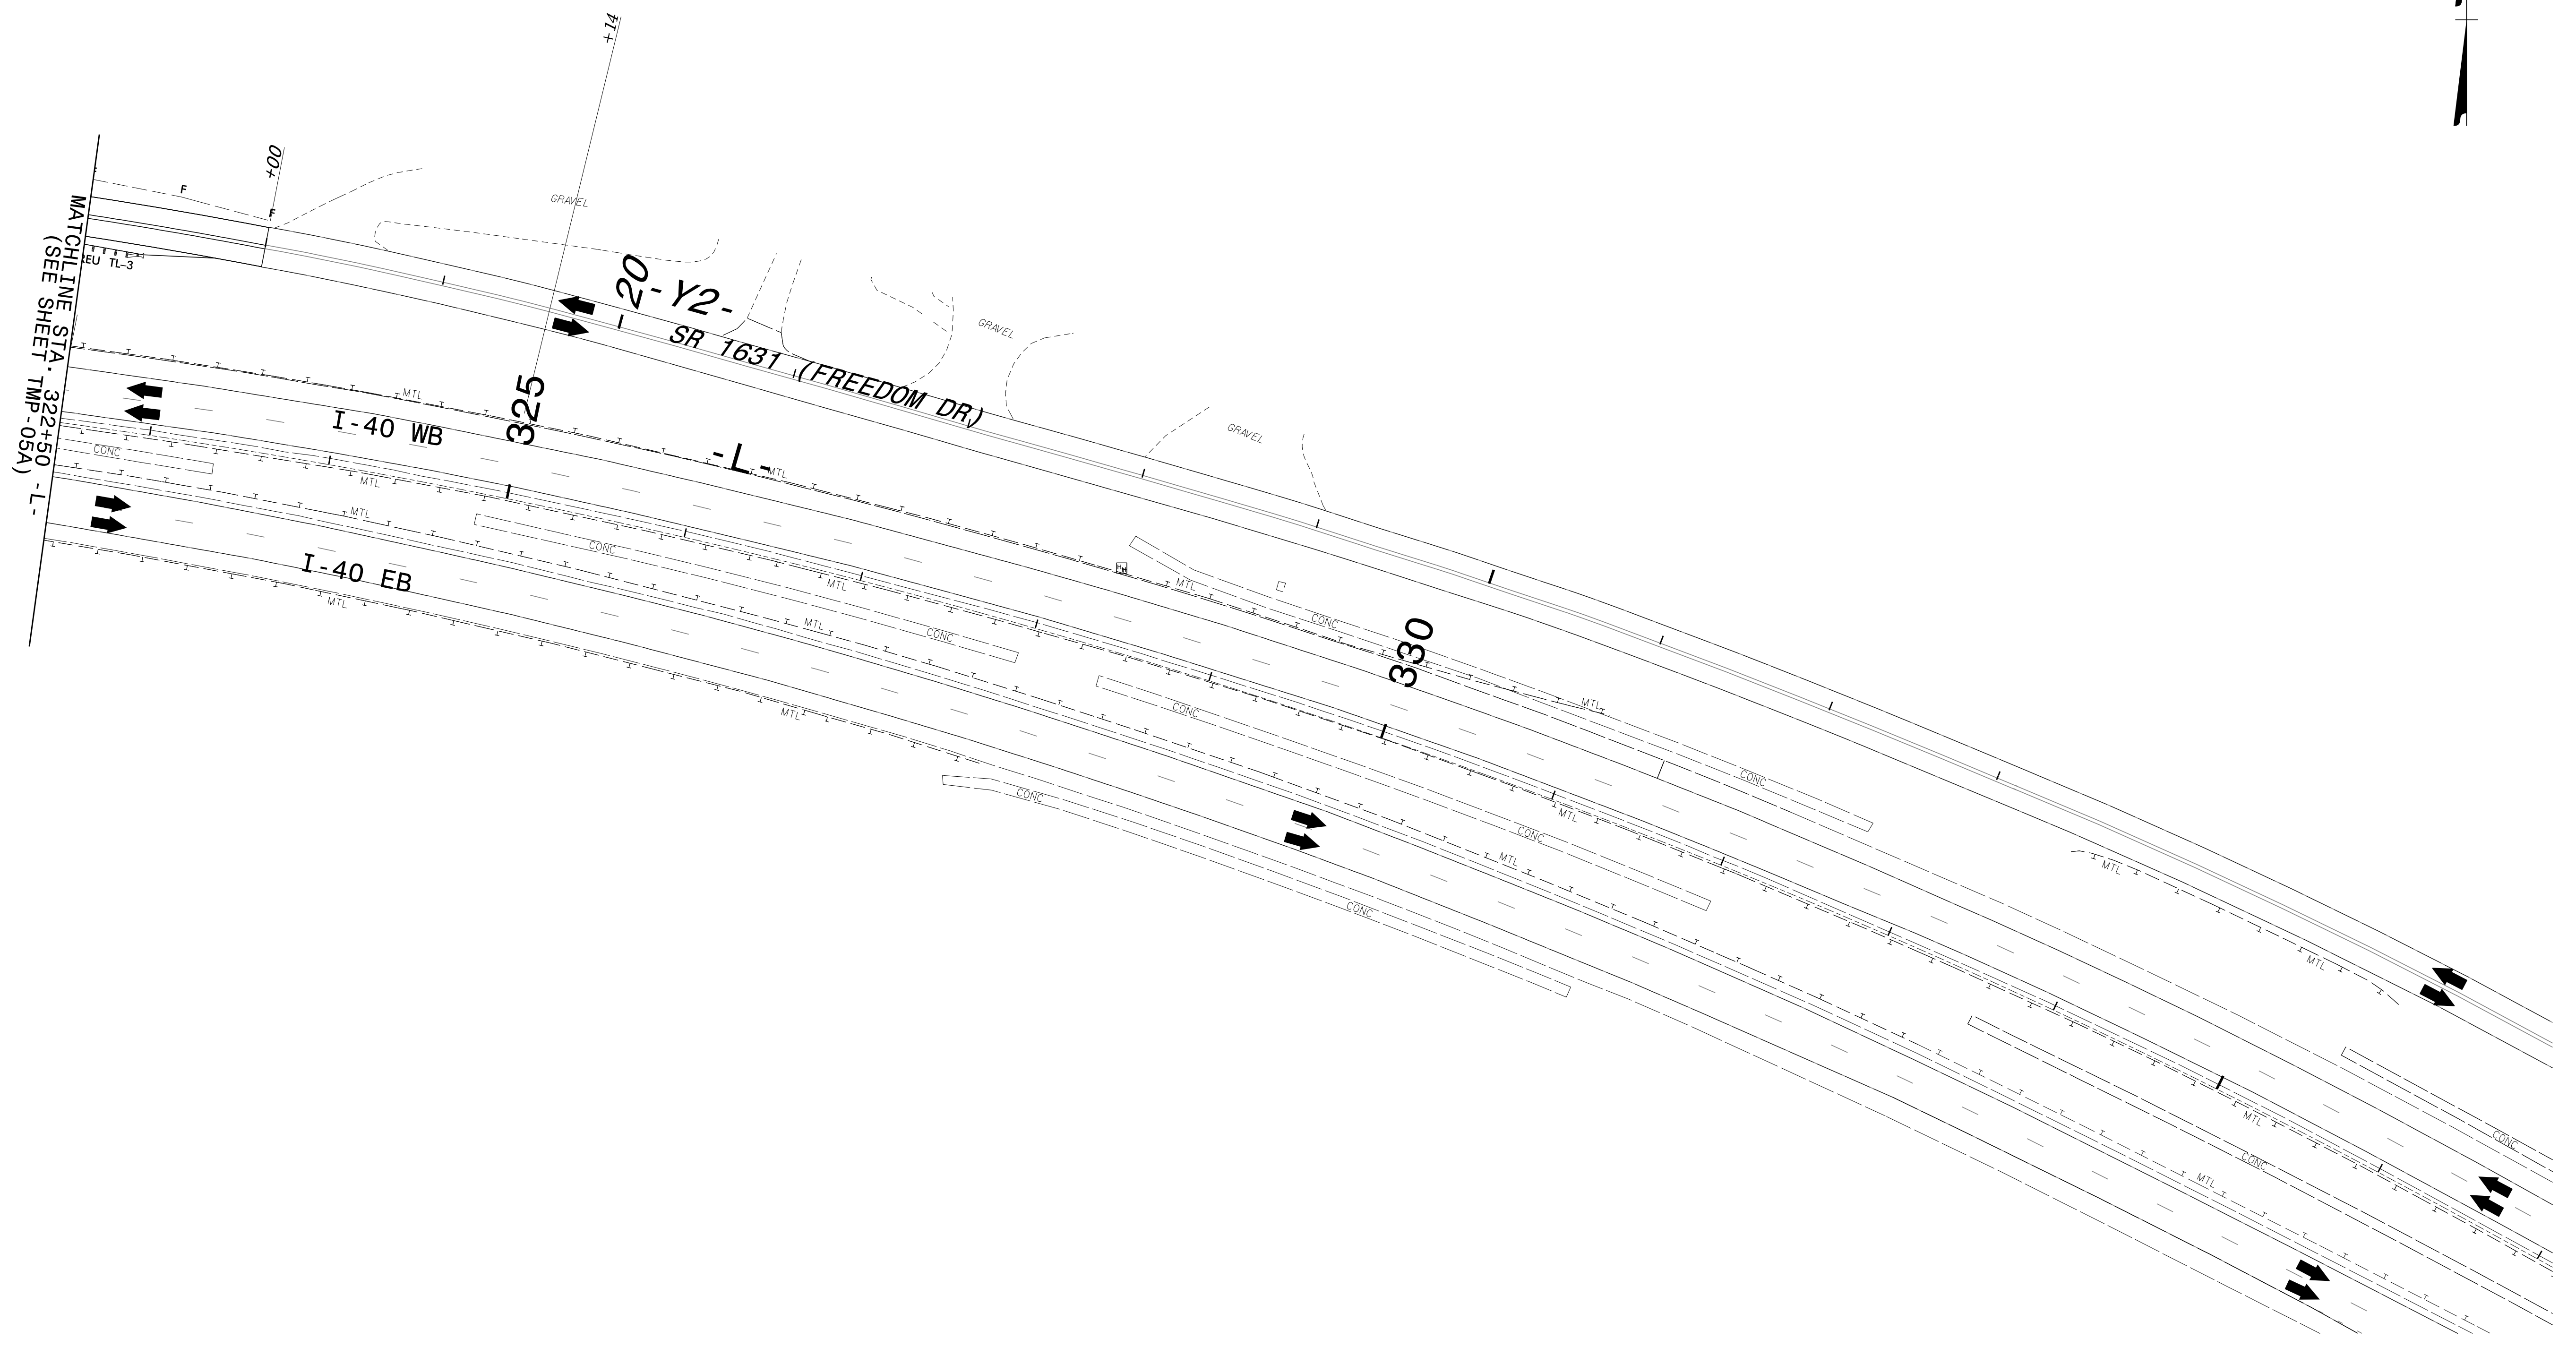 +14
+00
F
F
GRAVEL
TL-3
MATCHLINE STA. 322+50 -L-
(SEE SHEET TMP-05A)
20
-Y2-
SR 1631 (FREEDOM DR.)
GRAVEL
GRAVEL
MTL
325
I-40 WB
-L-
MTL
CONC
MTL
MTL
I-40 EB
CONC
MTL
MTL
MTL
CONC
MTL
CONC
330
MTL
MTL
CONC
CONC
CONC
MTL
CONC
MTL
CONC
MTL
MTL
MTL
CONC
CONC
MTL